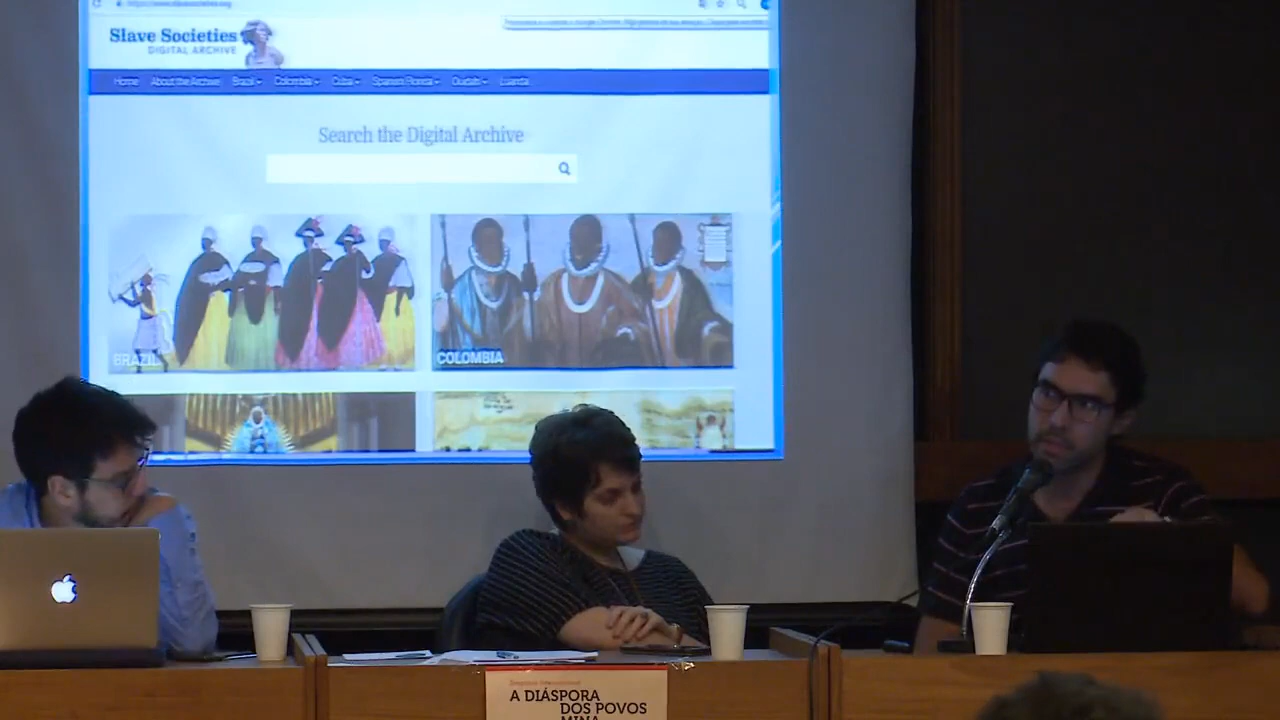 Slave Societies
DIGITAL ARCHIVE
Home About the Archive Brazil Colombia Cuba Spanish Florida Ouidah Luanda
Search the Digital Archive
BRAZIL
COLOMBIA
A DIÁSPORA
DOS POVOS
MINA